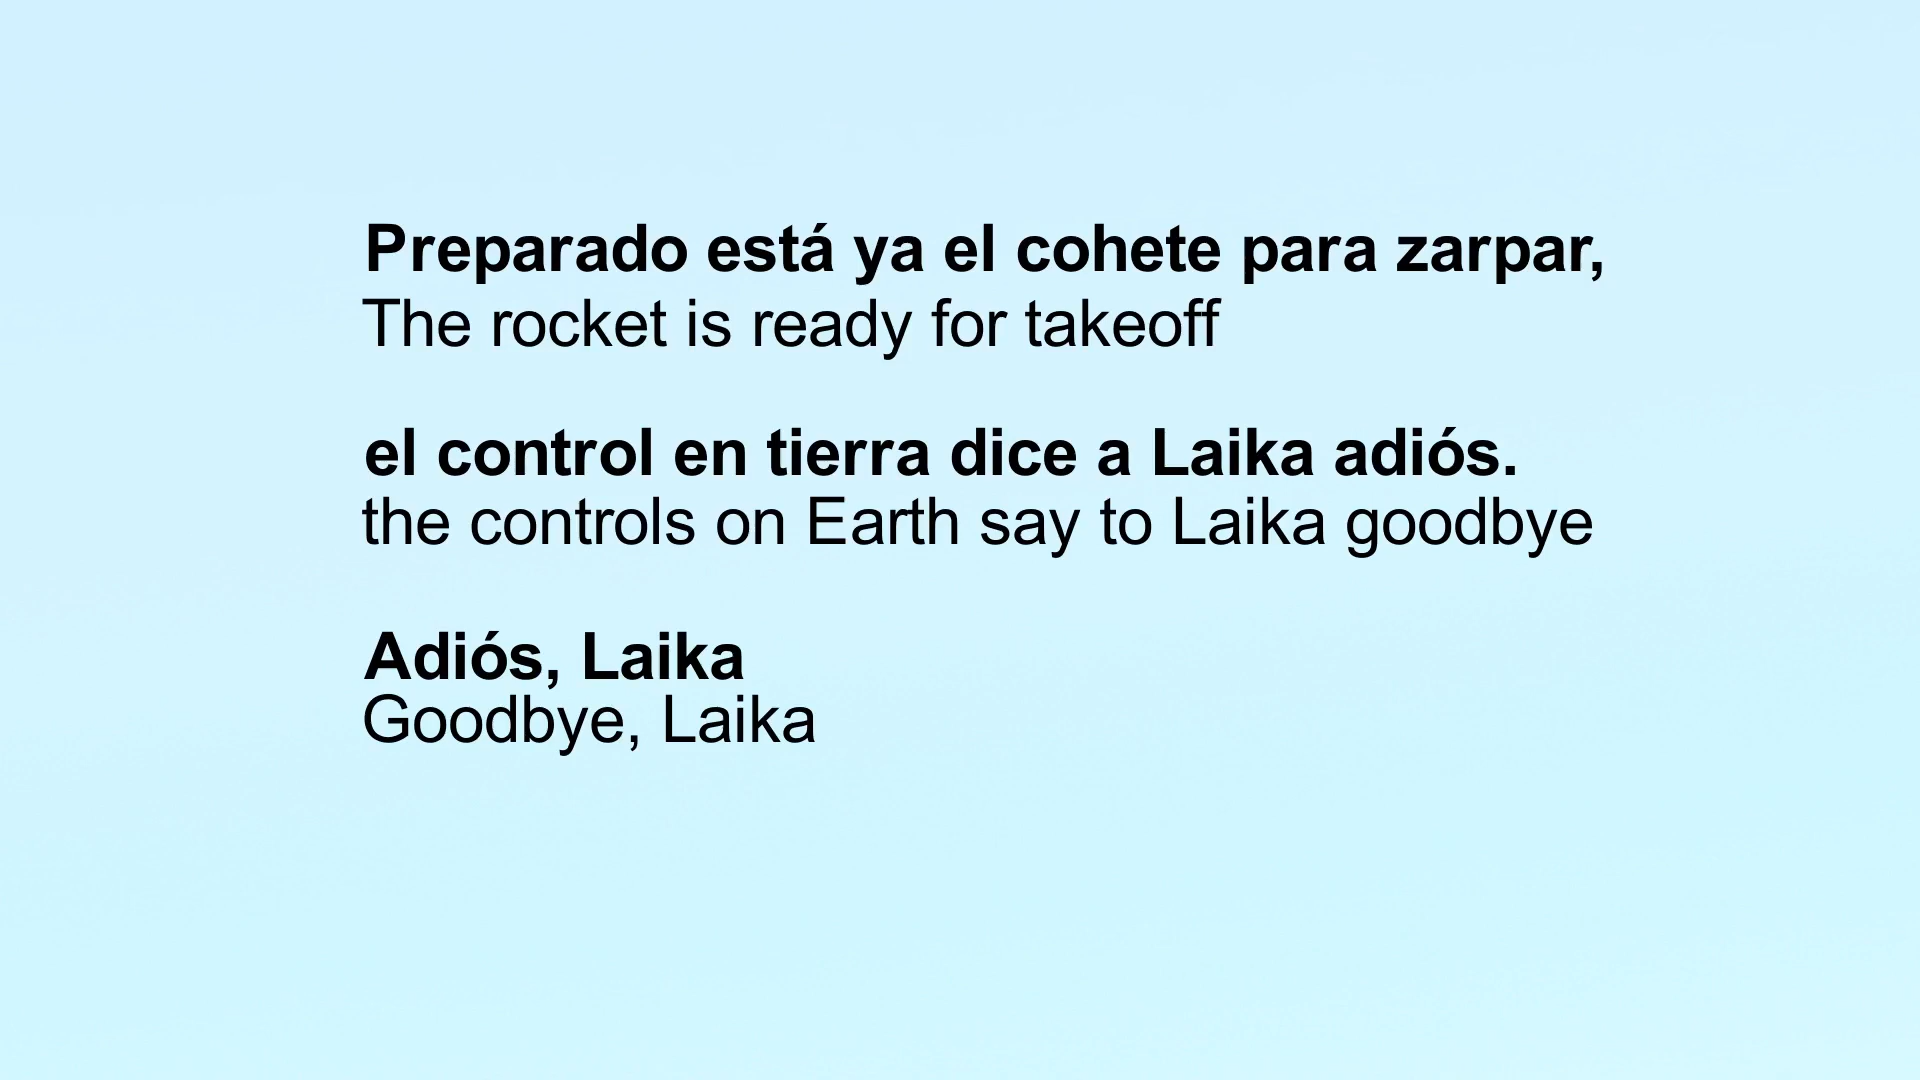 Preparado está ya el cohete para zarpar,
The rocket is ready for takeoff
el control en tierra dice a Laika adiós.
the controls on Earth say to Laika goodbye
Adiós, Laika
Goodbye, Laika